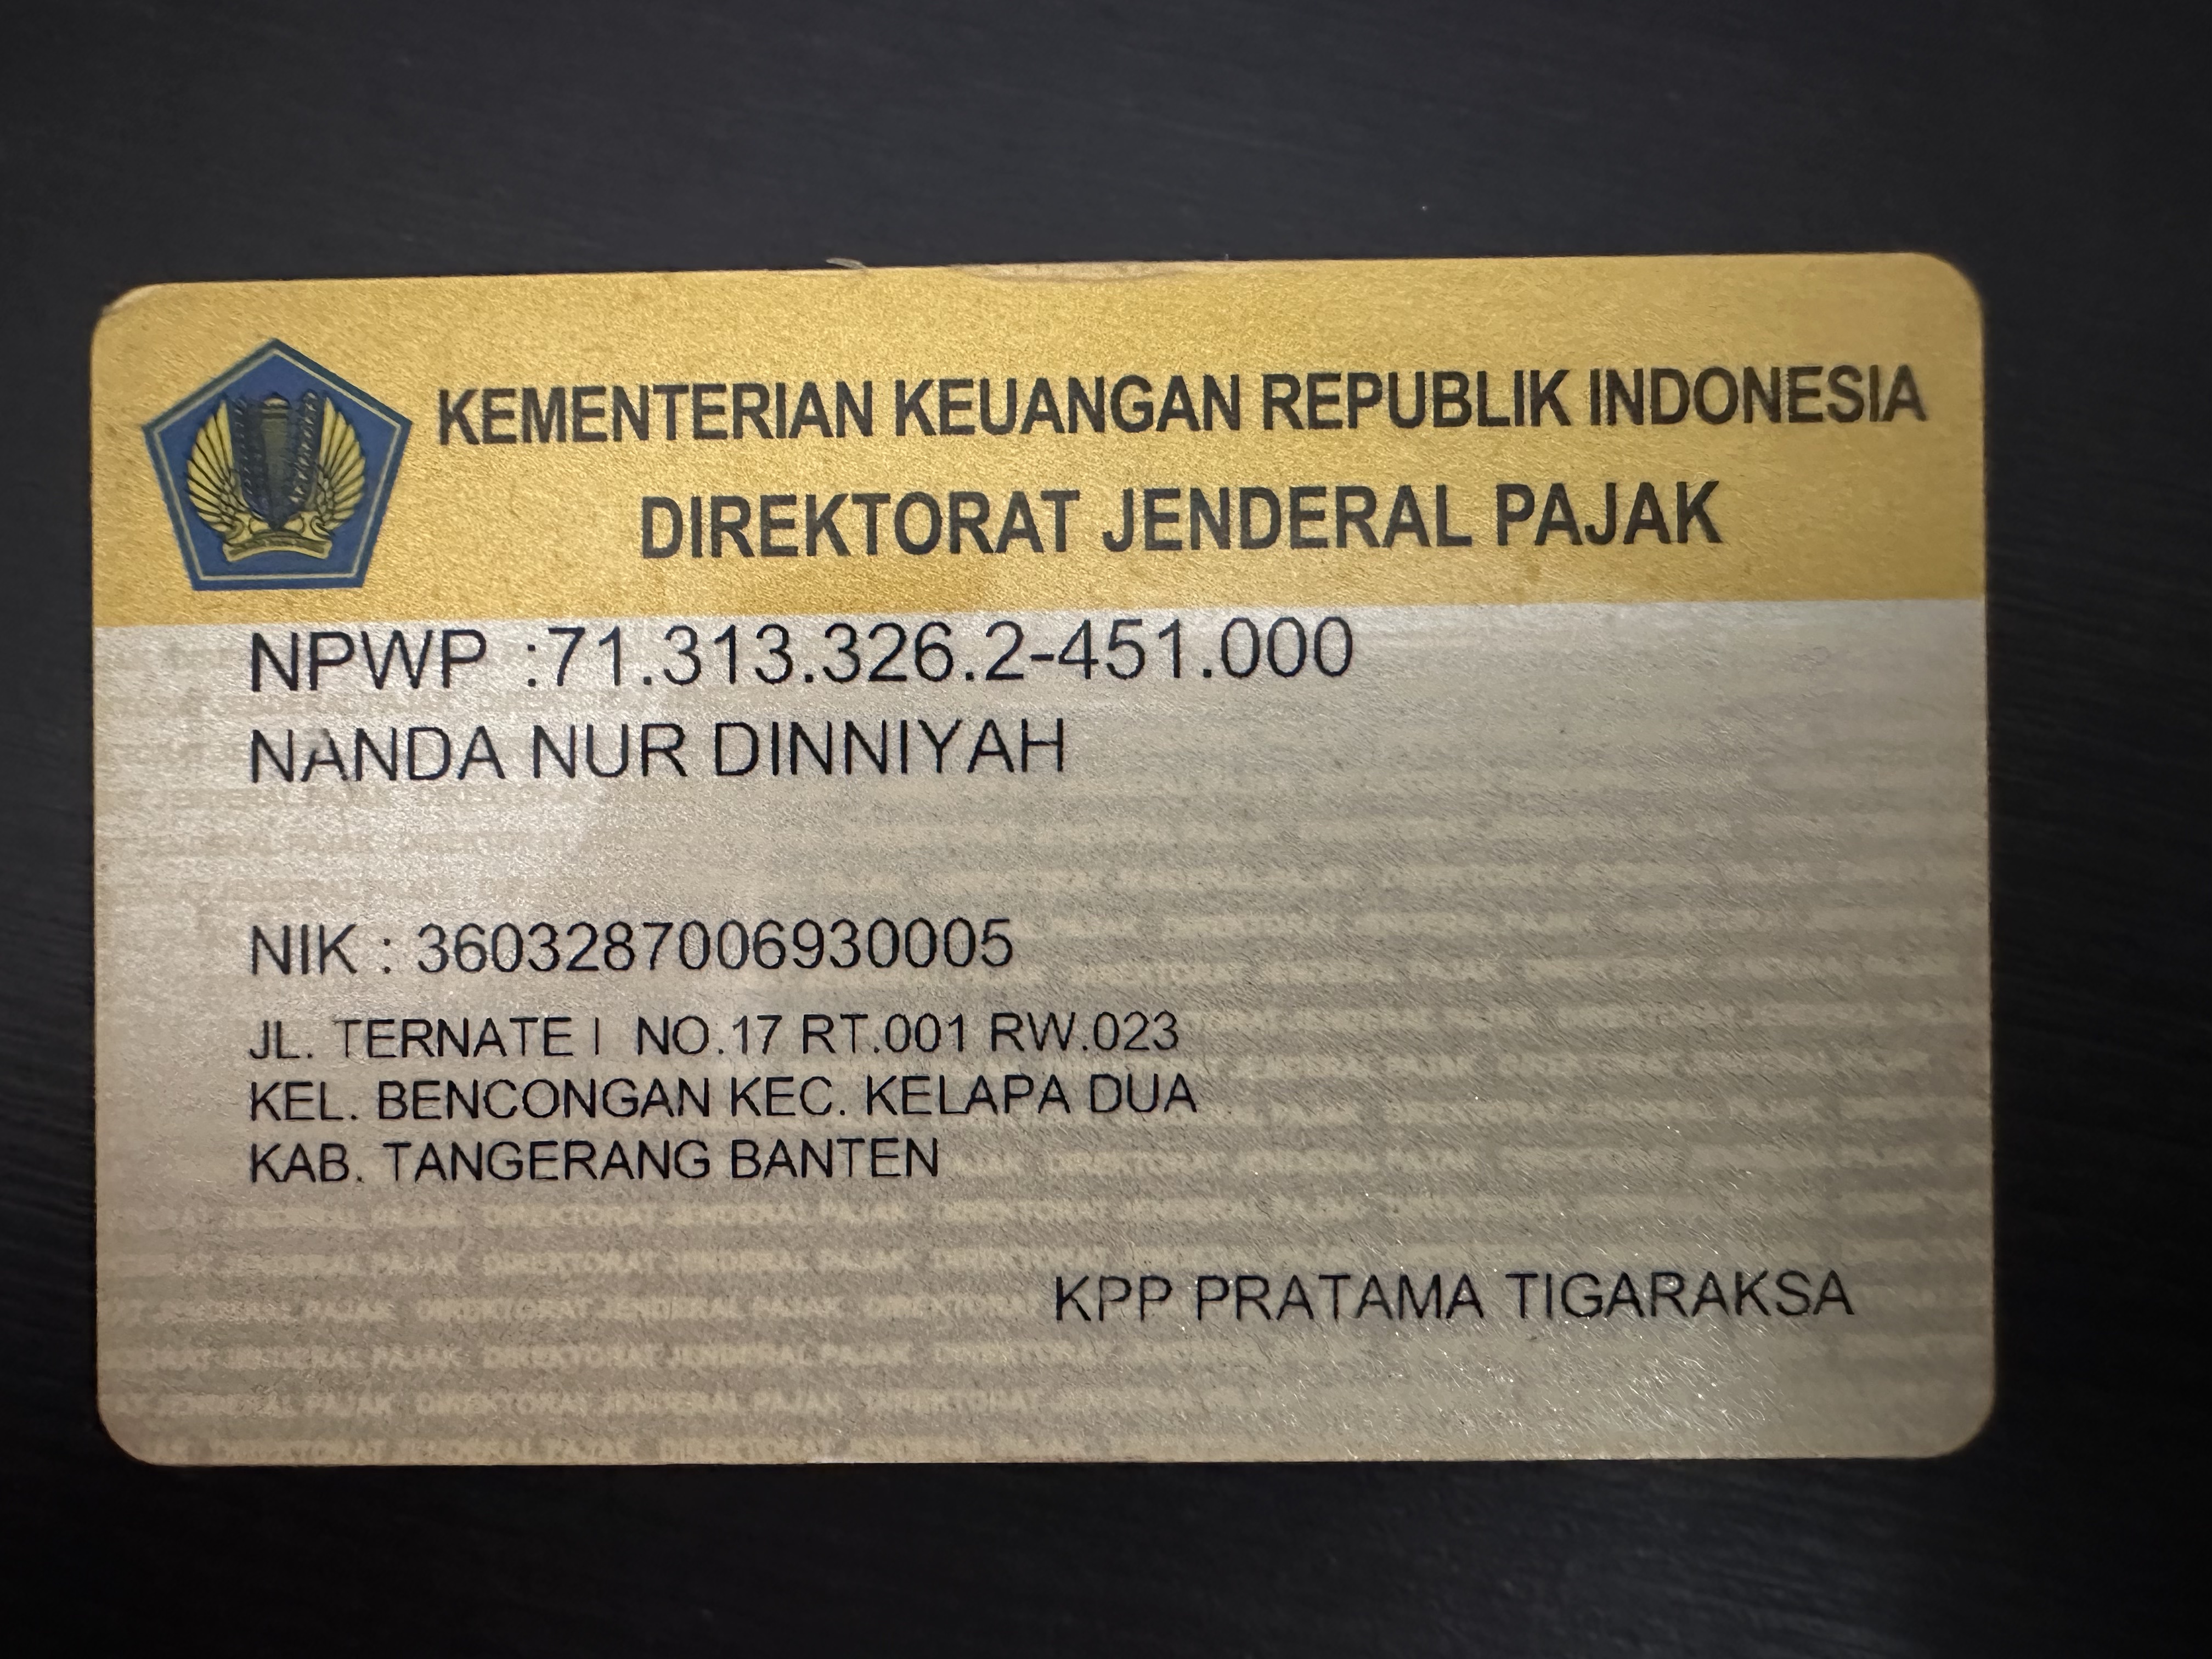 KEMENTERIAN KEUANGAN REPUBLIK INDONESIA
DIREKTORAT JENDERAL PAJAK
NPWP :71.313.326.2-451.000
NANDA NUR DINNIYAH
NIK : 3603287006930005
JL. TERNATE I NO.17 RT.001 RW.023
KEL. BENCONGAN KEC. KELAPA DUA
KAB. TANGERANG BANTEN
KPP PRATAMA TIGARAKSA